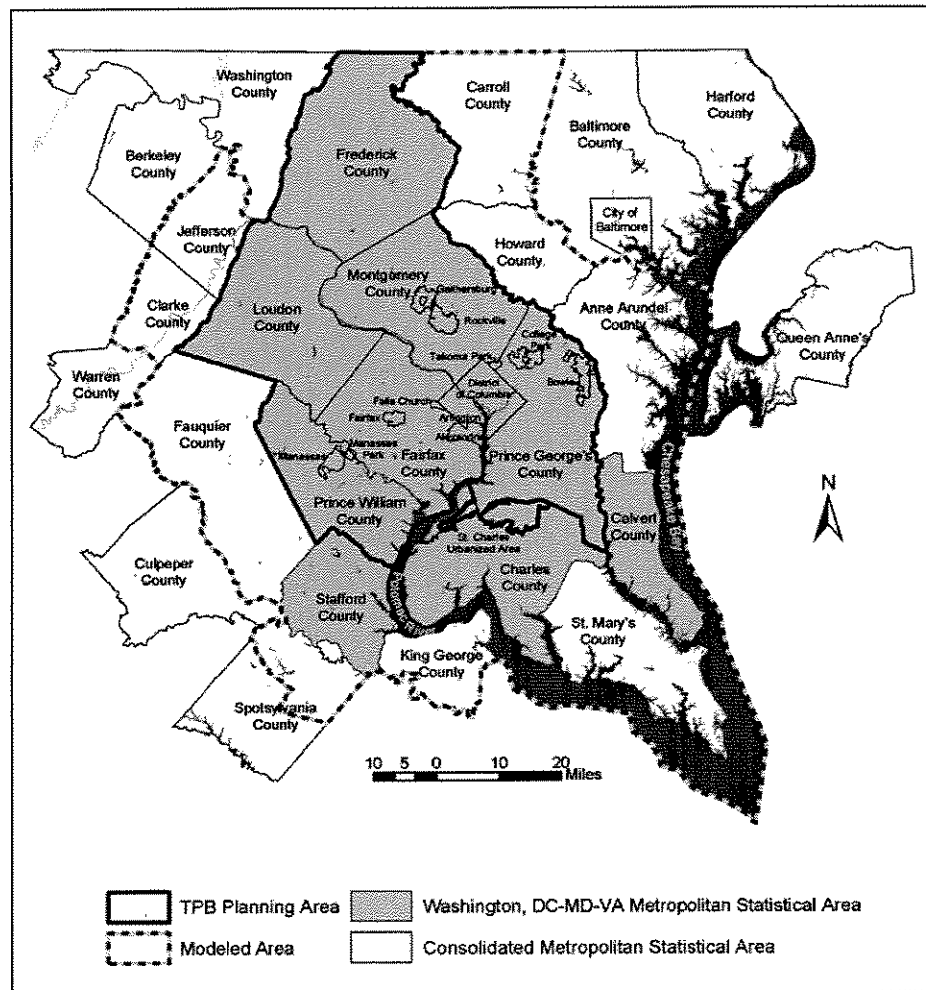 Washington
County
Carroll
County
Harford
County
Baltimore
County
Berkeley
County
Frederick
County
City of
Baltimore
Jefferson
County
Howard
County
Montgomery
County
Gaithersburg
Rockville
Clarke
County
Loudon
County
Anne Arundel
County
College
Park
Queen Anne's
County
Takoma Park
Warren
County
District
of Columbia
Bowie
Falls Church
Fairfax
Arlington
Alexandria
Fauquier
County
Manassas
Park
Manassas
Fairfax
County
Prince George's
County
Chesapeake Bay
N
Prince William
County
Calvert
County
St. Charles
Urbanized Area
Culpeper
County
Potomac River
Charles
County
Stafford
County
St. Mary's
County
King George
County
Spotsylvania
County
10 5 0 10 20
Miles
TPB Planning Area
Washington, DC-MD-VA Metropolitan Statistical Area
Modeled Area
Consolidated Metropolitan Statistical Area